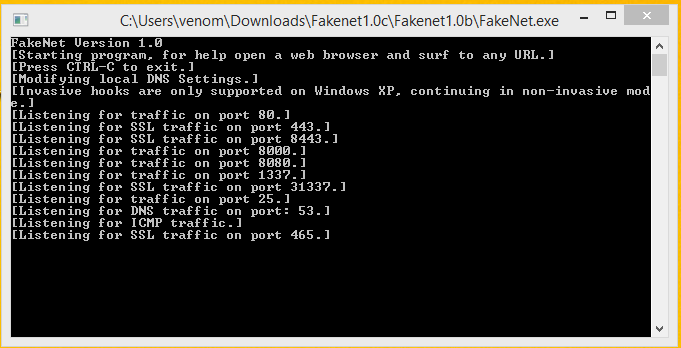 C:\Users\venom\Downloads\Fakenet1.0c\Fakenet1.0b\FakeNet.exe
FakeNet Version 1.0
[Starting program, for help open a web browser and surf to any URL.]
[Press CTRL-C to exit.]
[Modifying local DNS Settings.]
[Invasive hooks are only supported on Windows XP, continuing in non-invasive mod
e.]
[Listening for traffic on port 80.]
[Listening for SSL traffic on port 443.]
[Listening for SSL traffic on port 8443.]
[Listening for traffic on port 8000.]
[Listening for traffic on port 8080.]
[Listening for traffic on port 1337.]
[Listening for SSL traffic on port 31337.]
[Listening for traffic on port 25.]
[Listening for DNS traffic on port: 53.]
[Listening for ICMP traffic.]
[Listening for SSL traffic on port 465.]